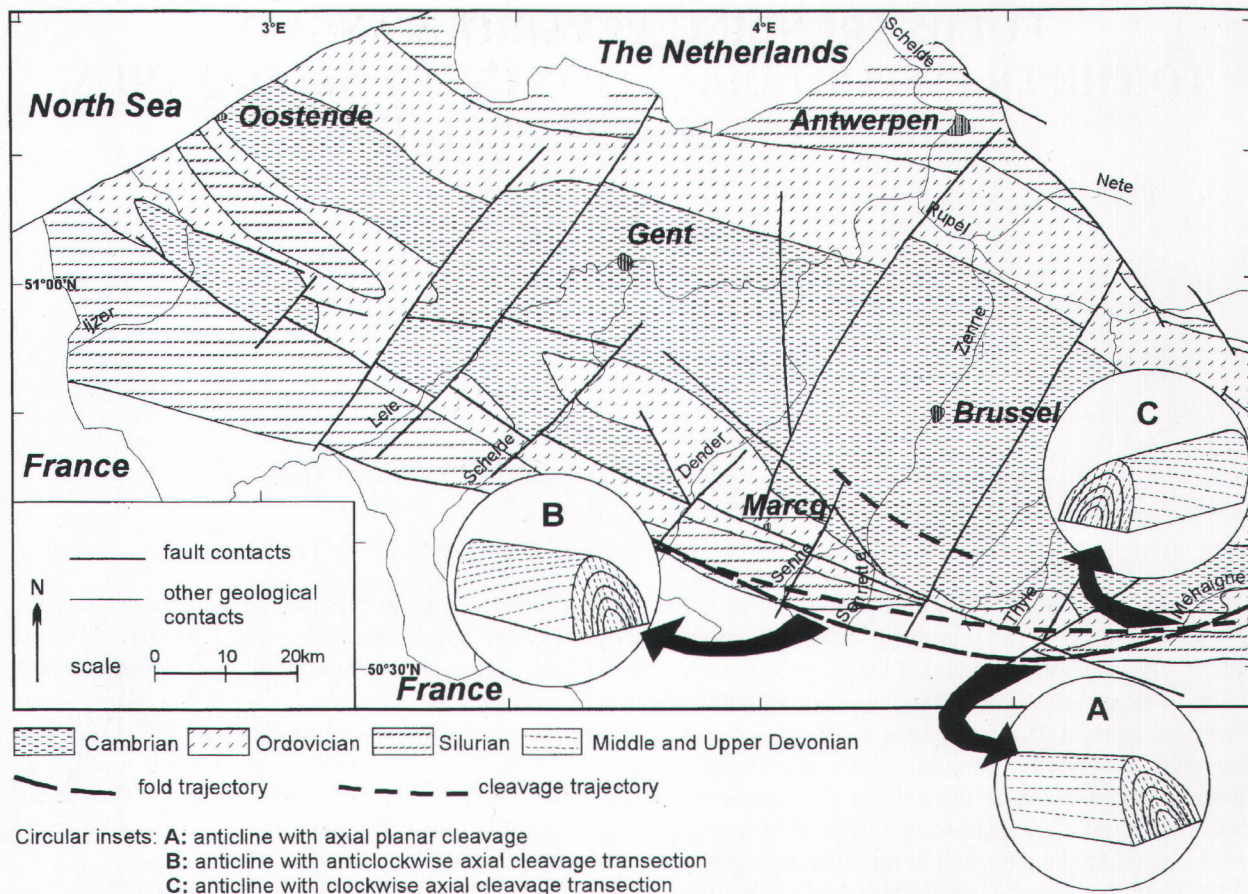 3°E
4°E
The Netherlands
Schelde
North Sea
Oostende
Antwerpen
Nete
Rupel
Gent
51°00'N
Ijzer
Zenne
Brussel
C
Leie
Schelde
Dender
France
B
Marcq
Senne
Sennette
Thyle
Mehaigne
fault contacts
other geological
contacts
N
scale 0 10 20km
50°30'N
France
A
Cambrian Ordovician Silurian Middle and Upper Devonian
fold trajectory cleavage trajectory
Circular insets: A: anticline with axial planar cleavage
B: anticline with anticlockwise axial cleavage transection
C: anticline with clockwise axial cleavage transection